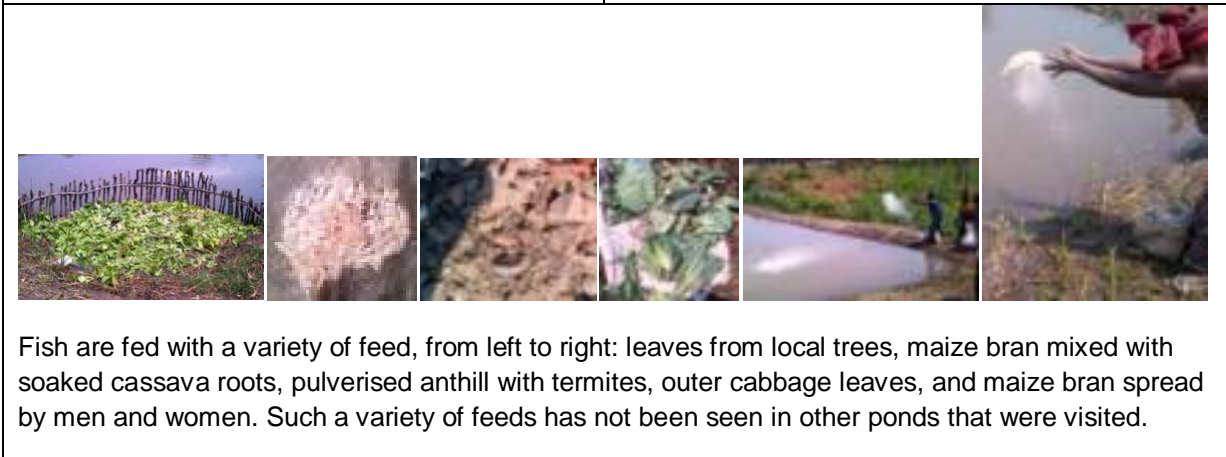 Fish are fed with a variety of feed, from left to right: leaves from local trees, maize bran mixed with
soaked cassava roots, pulverised anthill with termites, outer cabbage leaves, and maize bran spread
by men and women. Such a variety of feeds has not been seen in other ponds that were visited.